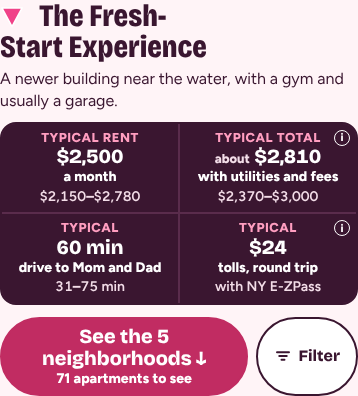 The Fresh-
Start Experience
A newer building near the water, with a gym and
usually a garage.
TYPICAL RENT
$2,500
a month
$2,150–$2,780
TYPICAL TOTAL
about $2,810
with utilities and fees
$2,370–$3,000
TYPICAL
60 min
drive to Mom and Dad
31–75 min
TYPICAL
$24
tolls, round trip
with NY E-ZPass
See the 5
neighborhoods ↓
71 apartments to see
Filter